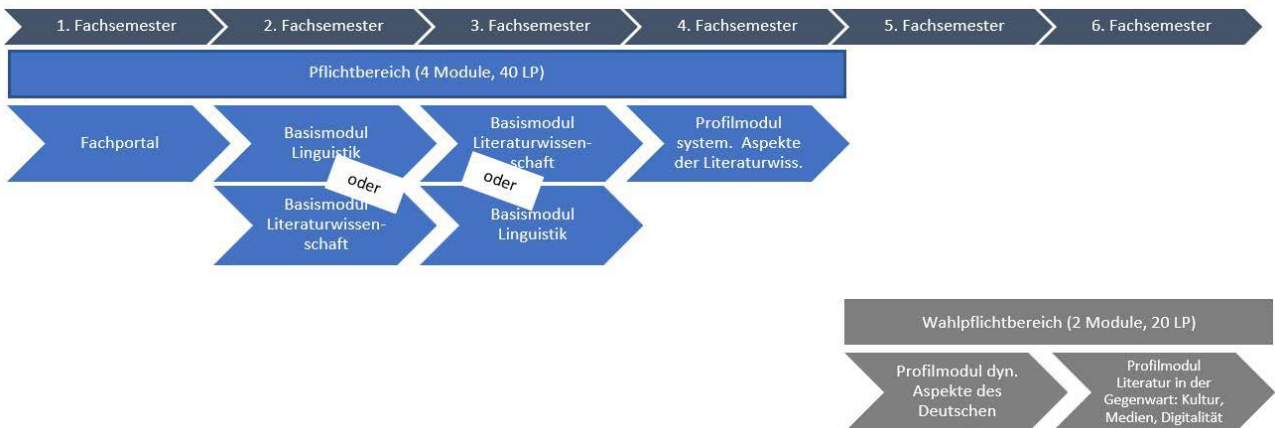 1. Fachsemester
2. Fachsemester
3. Fachsemester
4. Fachsemester
5. Fachsemester
6. Fachsemester
Pflichtbereich (4 Module, 40 LP)
Fachportal
Basismodul
Linguistik
oder
Basismodul
Literaturwissen-
schaft
Basismodul
Literaturwissen-
schaft
oder
Basismodul
Linguistik
Profilmodul
system. Aspekte
der Literaturwiss.
Wahlpflichtbereich (2 Module, 20 LP)
Profilmodul dyn.
Aspekte des
Deutschen
Profilmodul
Literatur in der
Gegenwart: Kultur,
Medien, Digitalität